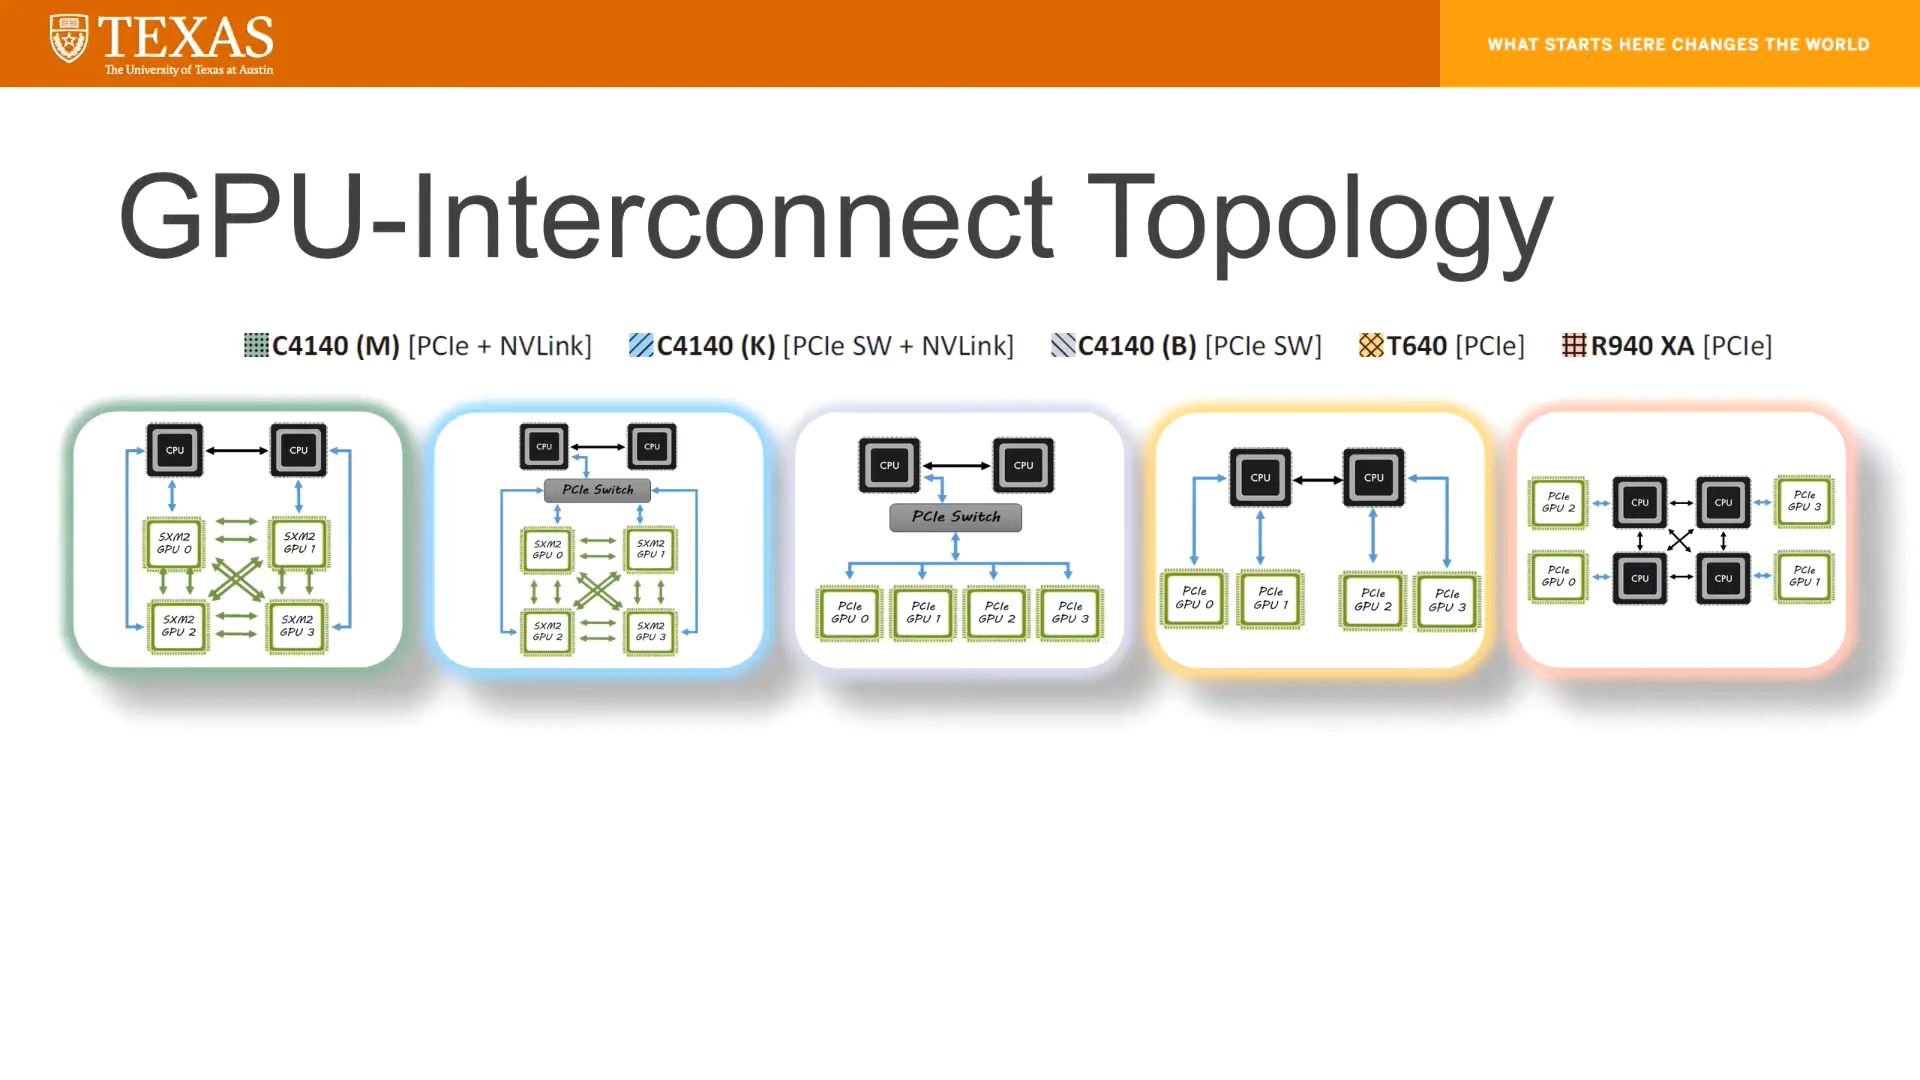 TEXAS
The University of Texas at Austin
WHAT STARTS HERE CHANGES THE WORLD
GPU-Interconnect Topology
C4140 (M) [PCIe + NVLink]
C4140 (K) [PCIe SW + NVLink]
C4140 (B) [PCIe SW]
T640 [PCIe]
R940 XA [PCIe]
CPU
CPU
SXM2
GPU 0
SXM2
GPU 1
SXM2
GPU 2
SXM2
GPU 3
CPU
CPU
PCIe Switch
SXM2
GPU 0
SXM2
GPU 1
SXM2
GPU 2
SXM2
GPU 3
CPU
CPU
PCIe Switch
PCIe
GPU 0
PCIe
GPU 1
PCIe
GPU 2
PCIe
GPU 3
CPU
CPU
PCIe
GPU 0
PCIe
GPU 1
PCIe
GPU 2
PCIe
GPU 3
PCIe
GPU 2
CPU
CPU
PCIe
GPU 3
PCIe
GPU 0
CPU
CPU
PCIe
GPU 1